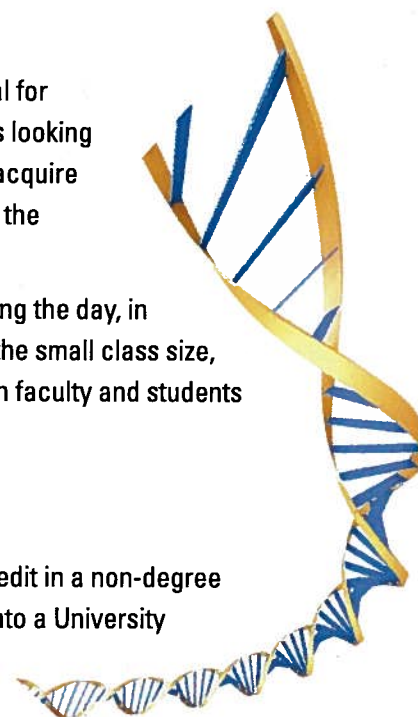 al for
s looking
acquire
the
ng the day, in
the small class size,
n faculty and students
edit in a non-degree
nto a University